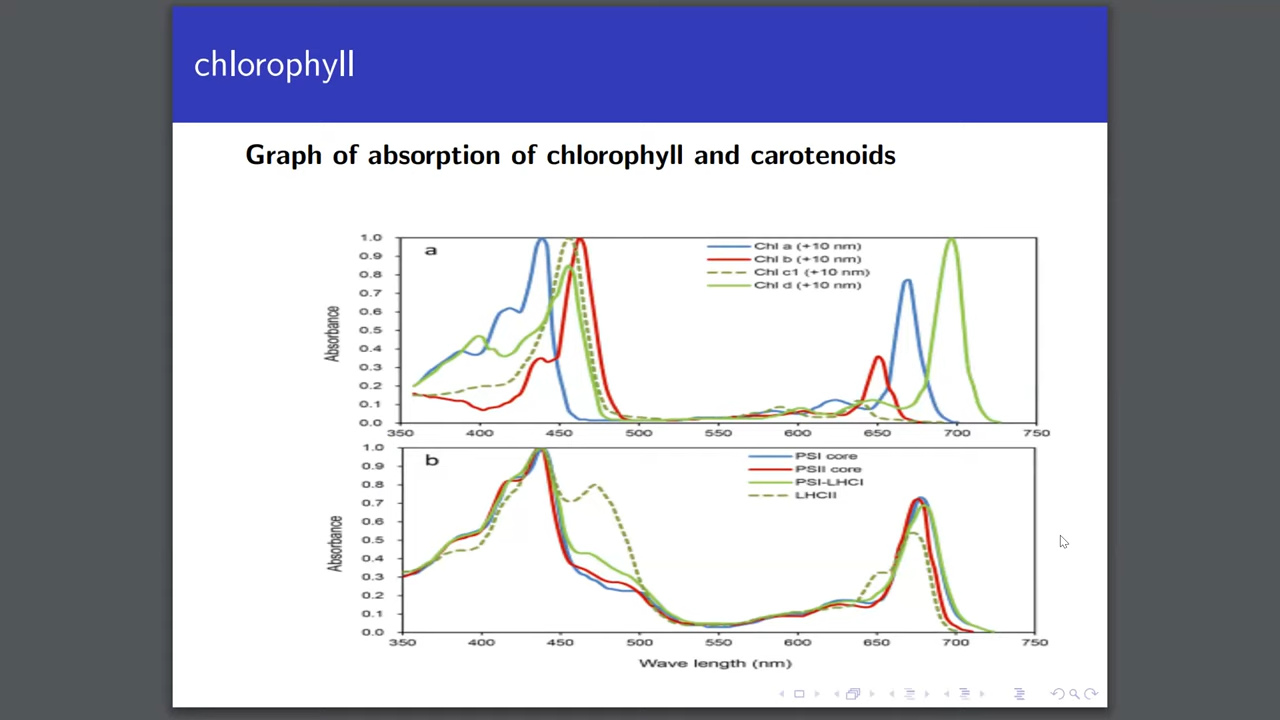 chlorophyll
Graph of absorption of chlorophyll and carotenoids
a
Absorbance
1.0
0.9
0.8
0.7
0.6
0.5
0.4
0.3
0.2
0.1
0.0
Chl a (+10 nm)
Chl b (+10 nm)
Chl c1 (+10 nm)
Chl d (+10 nm)
350 400 450 500 550 600 650 700 750
b
Absorbance
1.0
0.9
0.8
0.7
0.6
0.5
0.4
0.3
0.2
0.1
0.0
PSI core
PSII core
PSI-LHCI
LHCII
350 400 450 500 550 600 650 700 750
Wave length (nm)